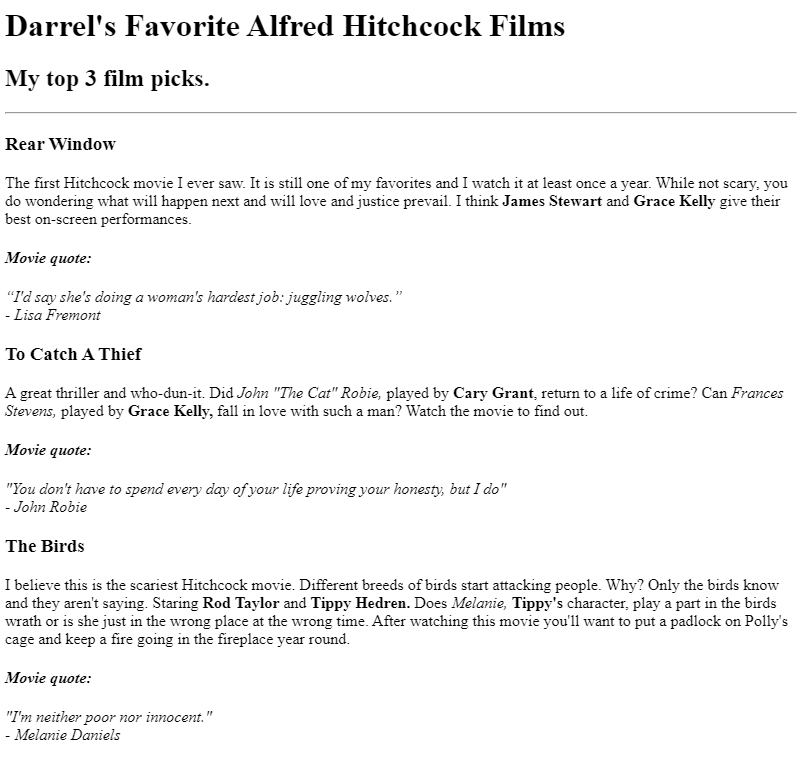 Darrel's Favorite Alfred Hitchcock Films
My top 3 film picks.
Rear Window
The first Hitchcock movie I ever saw. It is still one of my favorites and I watch it at least once a year. While not scary, you
do wondering what will happen next and will love and justice prevail. I think James Stewart and Grace Kelly give their
best on-screen performances.
Movie quote:
“I'd say she's doing a woman's hardest job: juggling wolves.”
- Lisa Fremont
To Catch A Thief
A great thriller and who-dun-it. Did John "The Cat" Robie, played by Cary Grant, return to a life of crime? Can Frances
Stevens, played by Grace Kelly, fall in love with such a man? Watch the movie to find out.
Movie quote:
"You don't have to spend every day of your life proving your honesty, but I do"
- John Robie
The Birds
I believe this is the scariest Hitchcock movie. Different breeds of birds start attacking people. Why? Only the birds know
and they aren't saying. Staring Rod Taylor and Tippy Hedren. Does Melanie, Tippy's character, play a part in the birds
wrath or is she just in the wrong place at the wrong time. After watching this movie you'll want to put a padlock on Polly's
cage and keep a fire going in the fireplace year round.
Movie quote:
"I'm neither poor nor innocent."
- Melanie Daniels